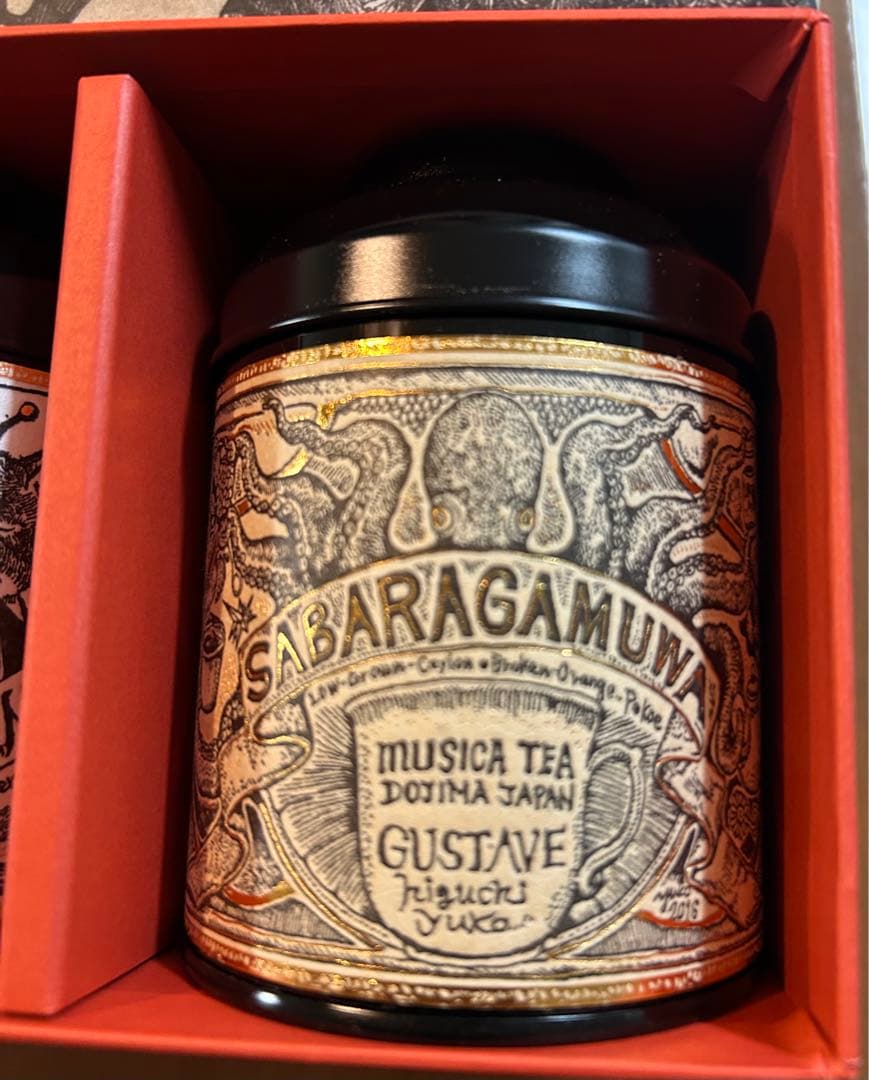 SABARAGAMUWA
Low-Grown-Ceylon•Broken-Orange-Pekoe
MUSICA TEA
DOJIMA JAPAN
GUSTAVE
higuchi
yuko
2016